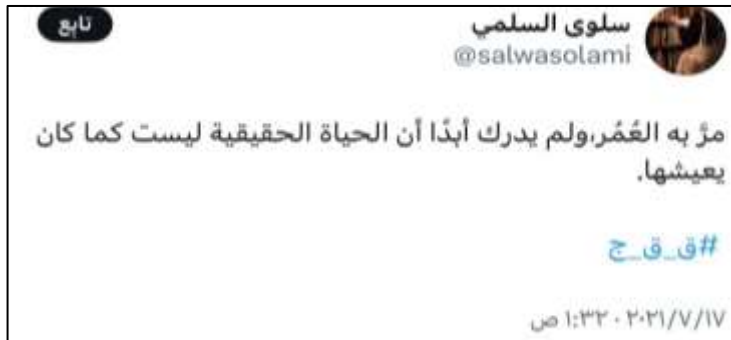 سلوى السلمي
تابع
@salwasolami
مرَّ به العُمُر،ولم يدرك أبدًا أن الحياة الحقيقية ليست كما كان
يعيشها.
#ق_ق_ج
٢٠٢١/٧/١٧ · ١:٣٢ ص